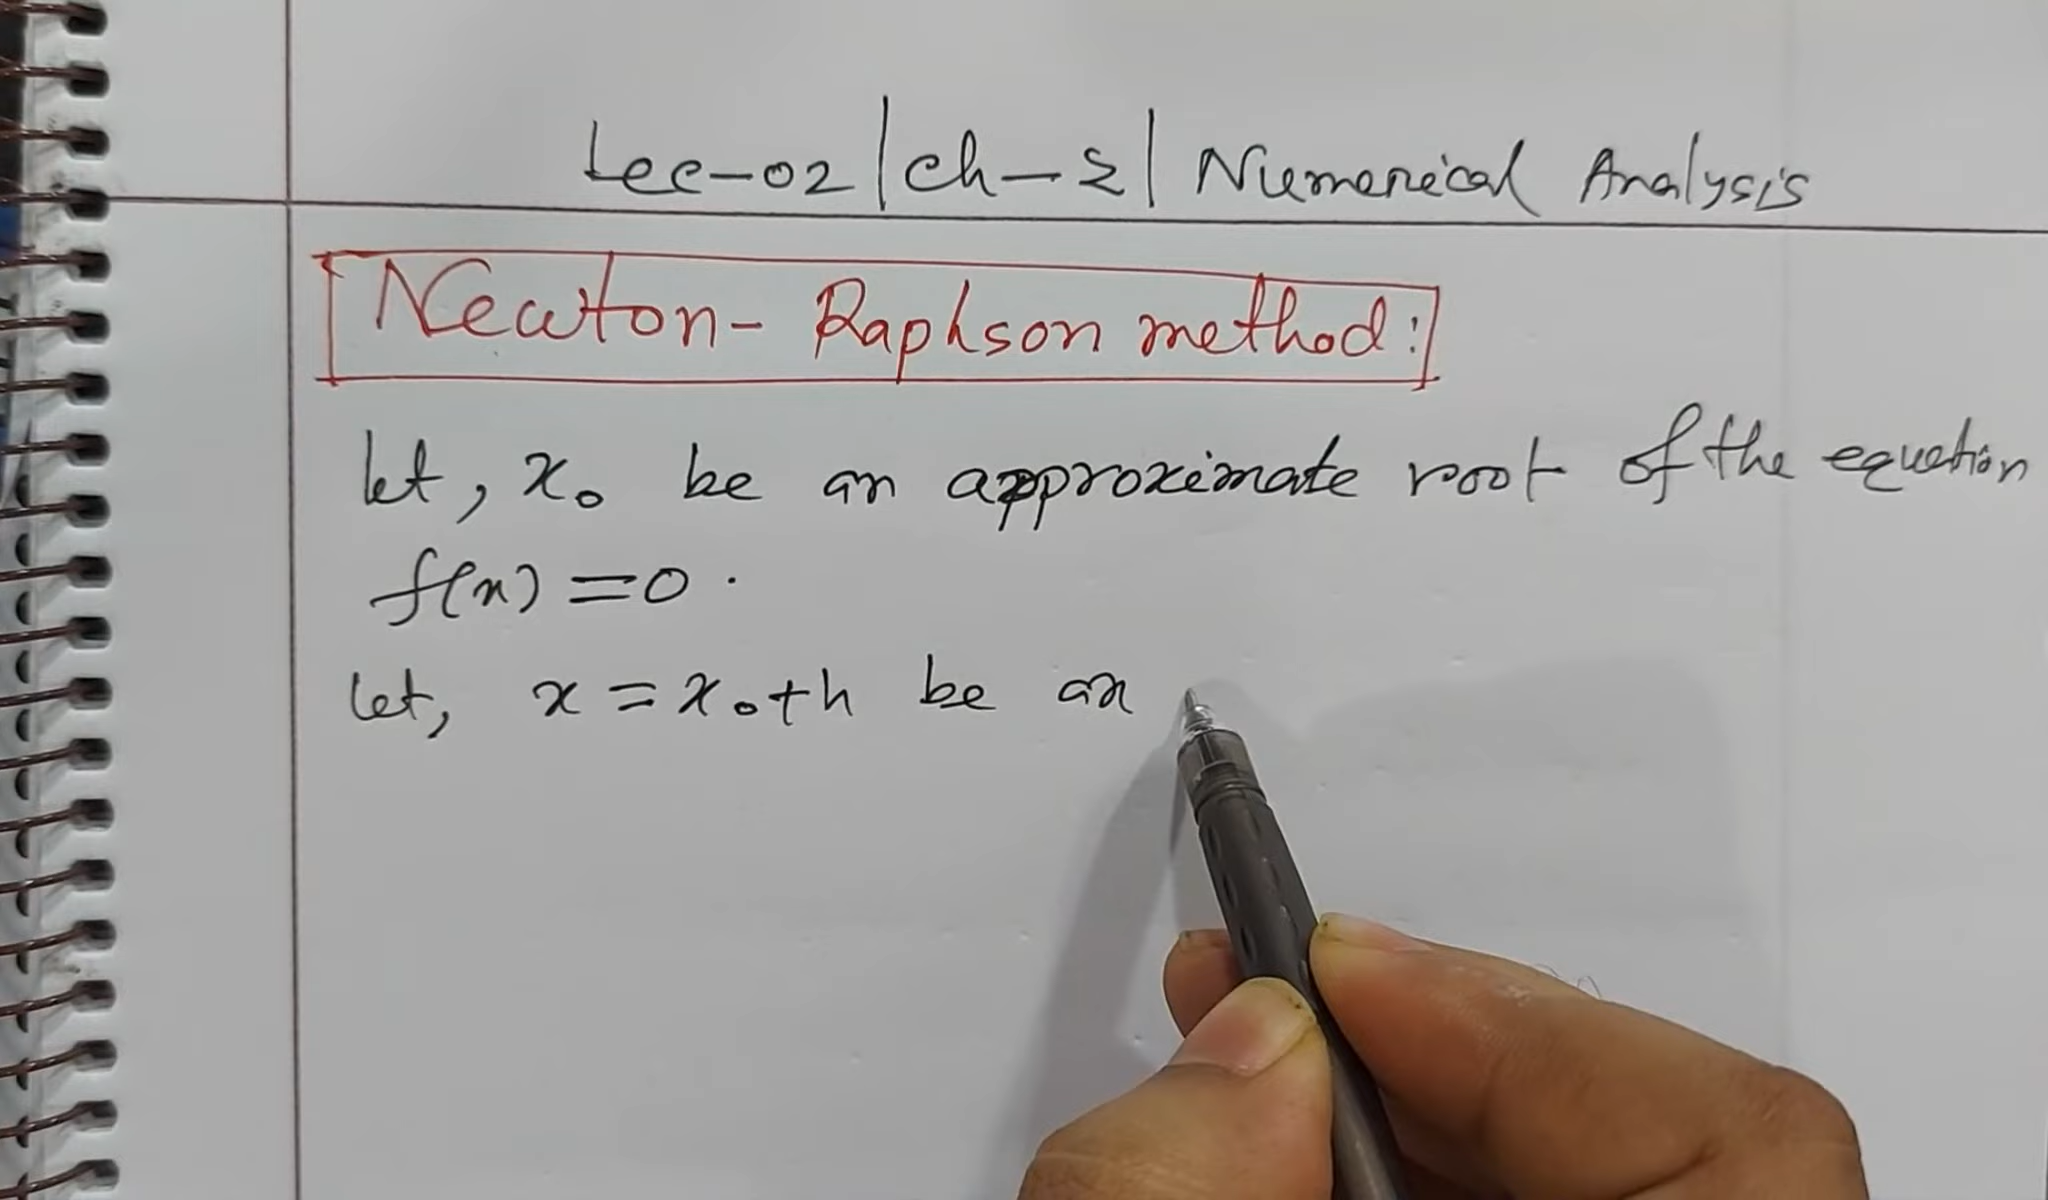 Lec-02 | ch-2 | Numerical Analysis
Newton-Raphson method:
let, x₀ be an approximate root of the equation
f(x) = 0.
let, x = x₀+h be an